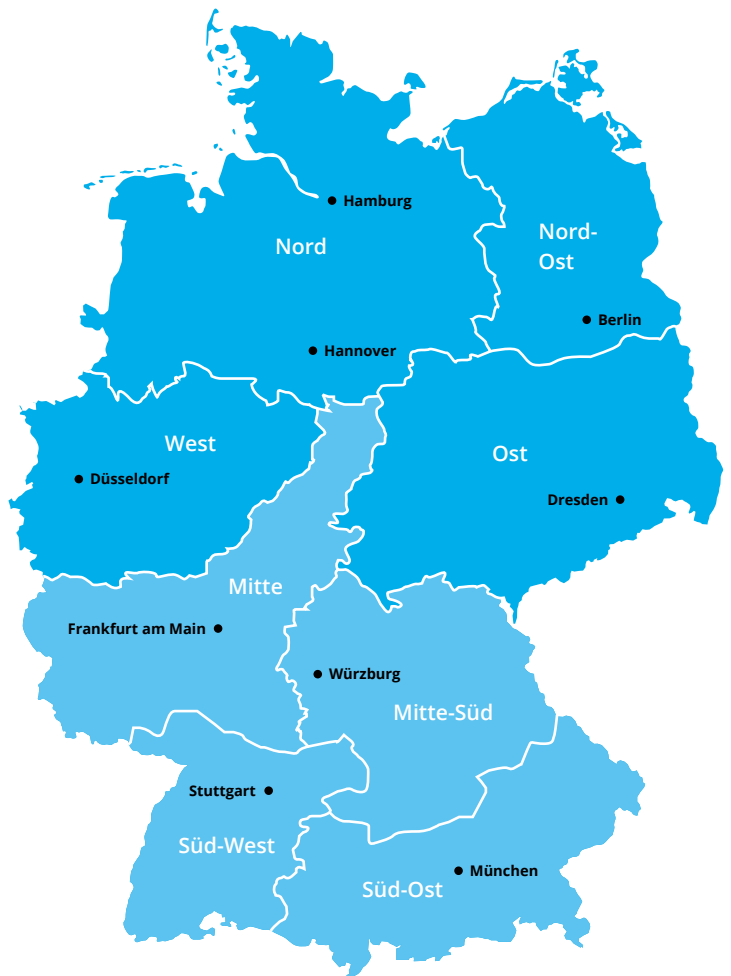 Hamburg
Nord
Nord-
Ost
Berlin
Hannover
West
Ost
Düsseldorf
Dresden
Mitte
Frankfurt am Main
Würzburg
Mitte-Süd
Stuttgart
Süd-West
München
Süd-Ost